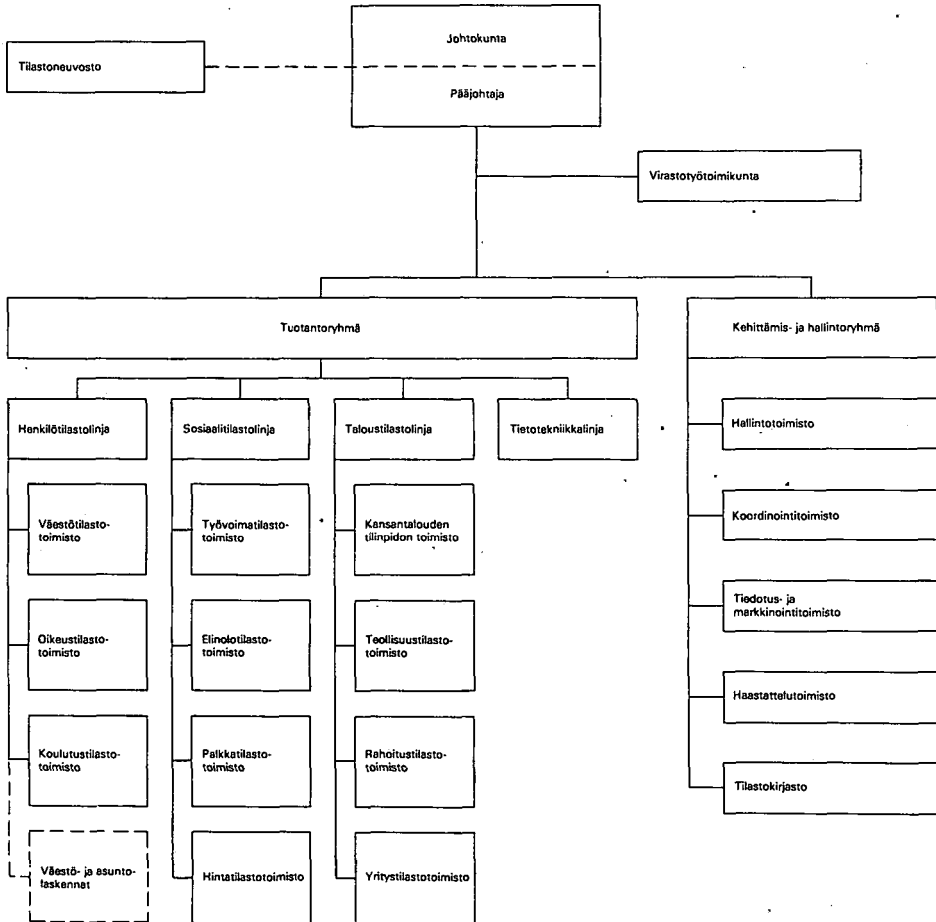 Johtokunta
Tilastoneuvosto
Pääjohtaja
Virastotyötoimikunta
Tuotantoryhmä
Kehittämis- ja hallintoryhmä
Henkilötilastolinja
Sosiaalitilastolinja
Taloustilastolinja
Tietotekniikkalinja
Väestötilasto-
toimisto
Oikeustilasto-
toimisto
Koulutustilasto-
toimisto
Väestö- ja asunto-
laskennat
Työvoimatilasto-
toimisto
Elinolotilasto-
toimisto
Palkkatilasto-
toimisto
Hintatilastotoimisto
Kansantalouden
tilinpidon toimisto
Teollisuustilasto-
toimisto
Rahoitustilasto-
toimisto
Yritystilastotoimisto
Hallintotoimisto
Koordinointitoimisto
Tiedotus- ja
markkinointitoimisto
Haastattelutoimisto
Tilastokirjasto